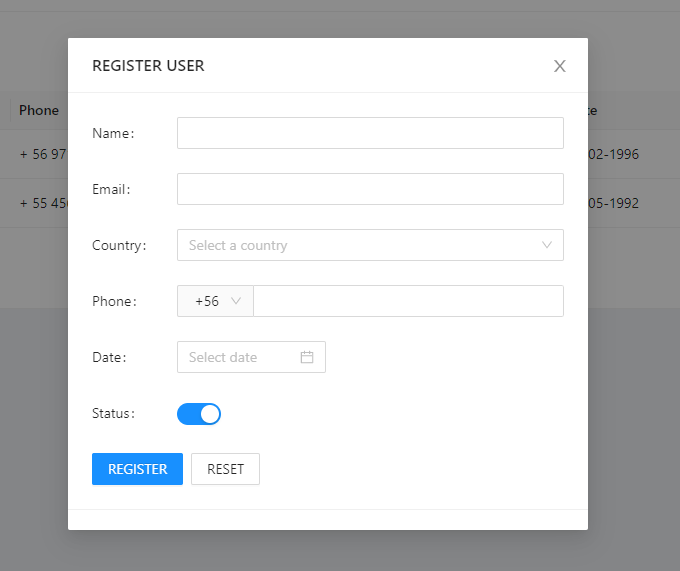 REGISTER USER
Phone
Name:
+ 56 97
02-1996
Email:
+ 55 45
05-1992
Country:
Select a country
Phone:
+56
Date:
Select date
Status:
REGISTER
RESET